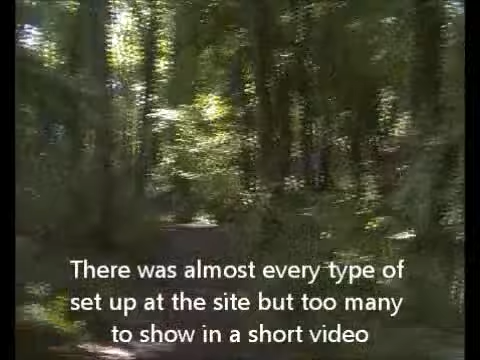 There was almost every type of
set up at the site but too many
to show in a short video